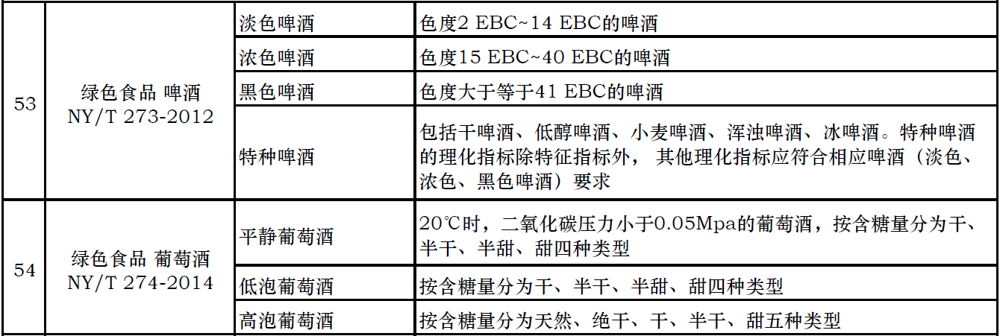 53
绿色食品 啤酒
NY/T 273-2012
淡色啤酒
色度2 EBC~14 EBC的啤酒
浓色啤酒
色度15 EBC~40 EBC的啤酒
黑色啤酒
色度大于等于41 EBC的啤酒
特种啤酒
包括干啤酒、低醇啤酒、小麦啤酒、浑浊啤酒、冰啤酒。特种啤酒
的理化指标除特征指标外， 其他理化指标应符合相应啤酒（淡色、
浓色、黑色啤酒）要求
54
绿色食品 葡萄酒
NY/T 274-2014
平静葡萄酒
20℃时，二氧化碳压力小于0.05Mpa的葡萄酒，按含糖量分为干、
半干、半甜、甜四种类型
低泡葡萄酒
按含糖量分为干、半干、半甜、甜四种类型
高泡葡萄酒
按含糖量分为天然、绝干、干、半干、甜五种类型